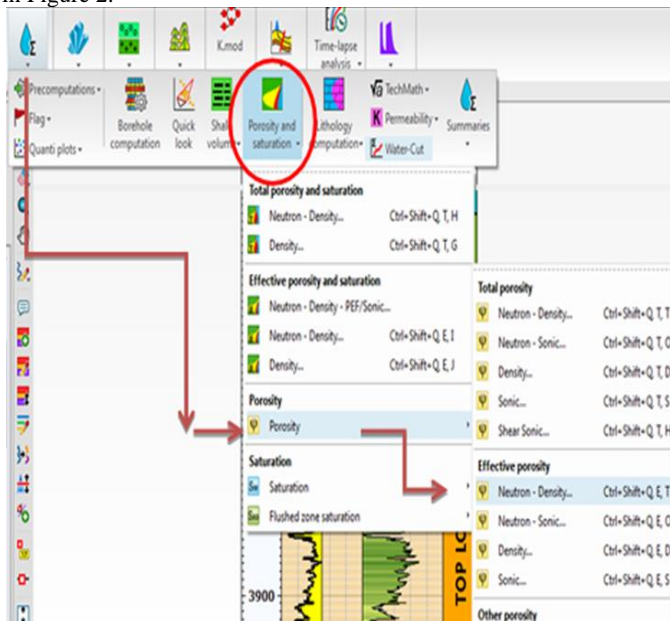 in Figure 2.
K.mod
Time-lapse
analysis
Precomputations
Flag
Quanti plots
Borehole
computation
Quick
look
Shale
volume
Porosity and
saturation
Lithology
computation
TechMath
K Permeability
Water-Cut
Summaries
Total porosity and saturation
Neutron - Density... Ctrl+Shift+Q, T, H
Density... Ctrl+Shift+Q, T, G
Effective porosity and saturation
Neutron - Density - PEF/Sonic...
Neutron - Density... Ctrl+Shift+Q, E, I
Density... Ctrl+Shift+Q, E, J
Porosity
φ Porosity
Saturation
Sw Saturation
Sxo Flushed zone saturation
Total porosity
φ Neutron - Density... Ctrl+Shift+Q, T, T
φ Neutron - Sonic... Ctrl+Shift+Q, T, O
φ Density... Ctrl+Shift+Q, T, D
φ Sonic... Ctrl+Shift+Q, T, S
φ Shear Sonic... Ctrl+Shift+Q, T, H
Effective porosity
φ Neutron - Density... Ctrl+Shift+Q, E, T
φ Neutron - Sonic... Ctrl+Shift+Q, E, O
φ Density... Ctrl+Shift+Q, E, D
φ Sonic... Ctrl+Shift+Q, E, S
Other porosity
3900
TOP LO